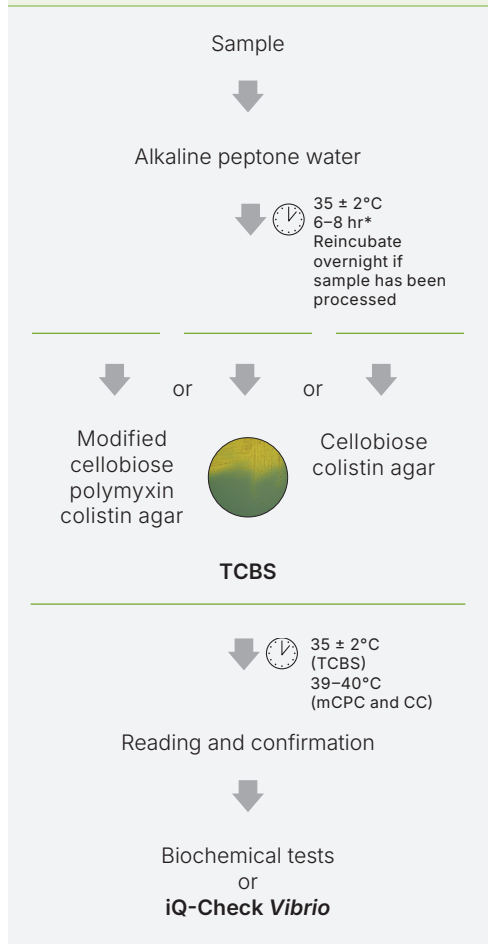 Sample
Alkaline peptone water
35 ± 2°C
6–8 hr*
Reincubate
overnight if
sample has been
processed
or
or
Modified
cellobiose
polymyxin
colistin agar
Cellobiose
colistin agar
TCBS
35 ± 2°C
(TCBS)
39–40°C
(mCPC and CC)
Reading and confirmation
Biochemical tests
or
iQ-Check Vibrio